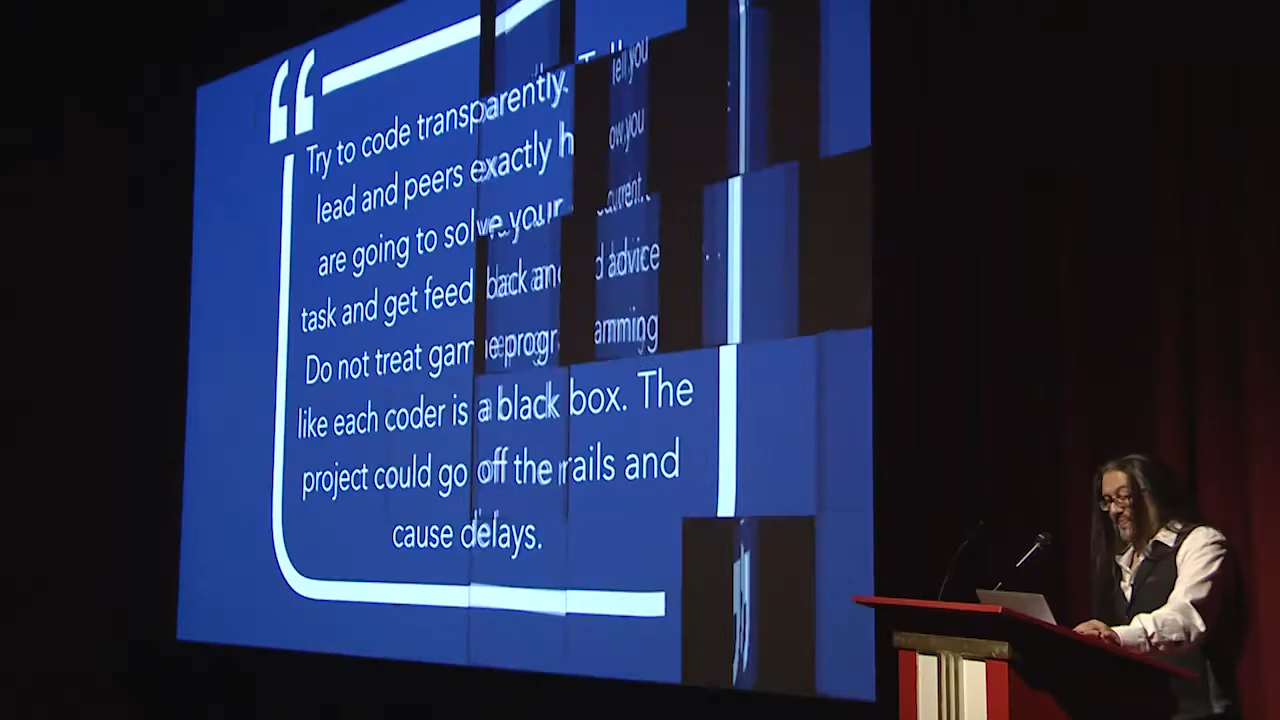 Try to code transparently. Tell you
lead and peers exactly how you
are going to solve your current
task and get feedback and advice
Do not treat game programming
like each coder is a black box. The
project could go off the rails and
cause delays.